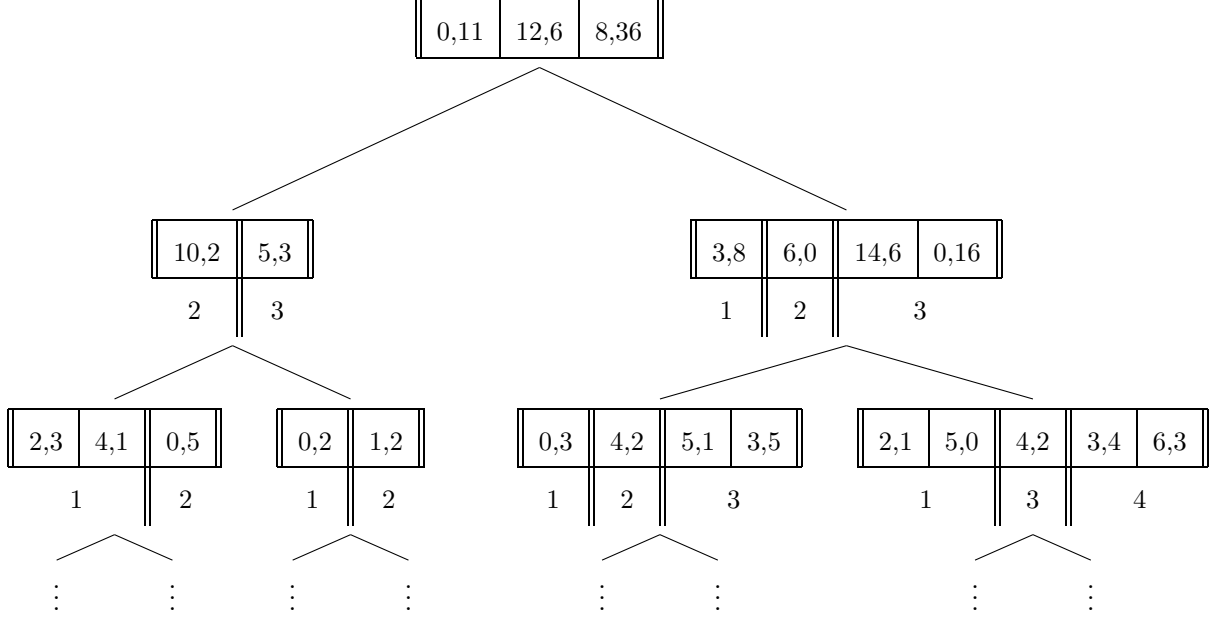 0,11 12,6 8,36
10,2 5,3 3,8 6,0 14,6 0,16
2 3 1 2 3
2,3 4,1 0,5 0,2 1,2 0,3 4,2 5,1 3,5 2,1 5,0 4,2 3,4 6,3
1 2 1 2 1 2 3 1 3 4
⋮ ⋮ ⋮ ⋮ ⋮ ⋮ ⋮ ⋮